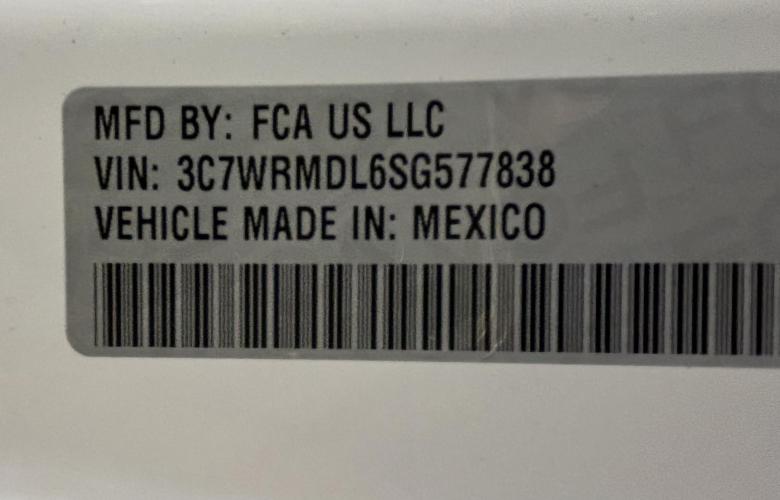 MFD BY: FCA US LLC
VIN: 3C7WRMDL6SG577838
VEHICLE MADE IN: MEXICO